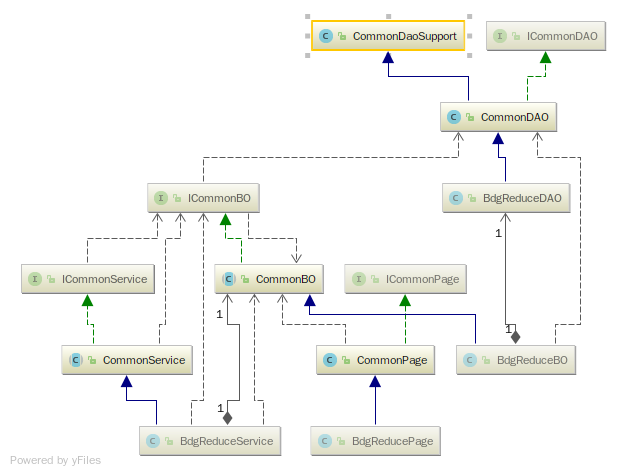 C CommonDaoSupport
I ICommonDAO
C CommonDAO
I ICommonBO
C BdgReduceDAO
1
I ICommonService
C CommonBO
I ICommonPage
1
1
C CommonService
C CommonPage
C BdgReduceBO
1
C BdgReduceService
C BdgReducePage
Powered by yFiles